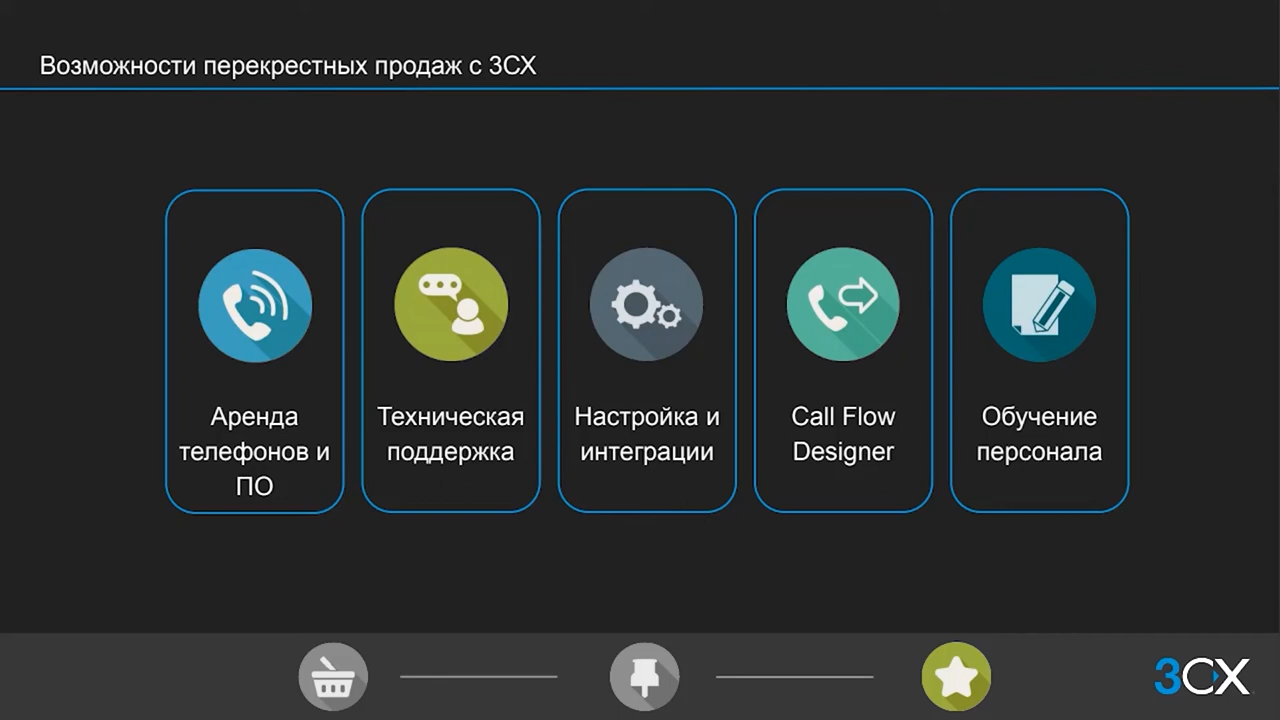 Возможности перекрестных продаж с 3CX
Аренда
телефонов и
ПО
Техническая
поддержка
Настройка и
интеграции
Call Flow
Designer
Обучение
персонала
3CX